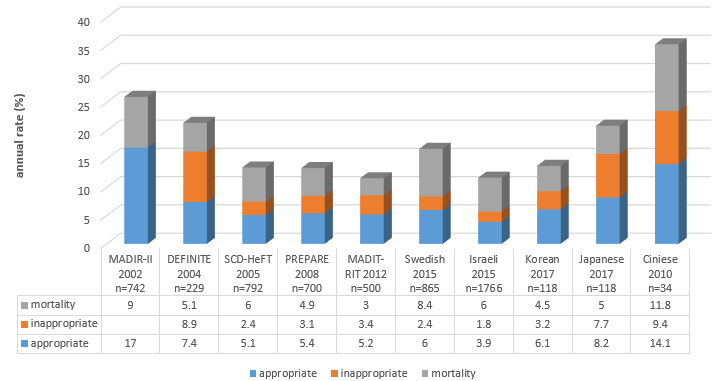 40
35
30
25
20
15
10
5
0
annual rate (%)
MADIR-II 2002 n=742
DEFINITE 2004 n=229
SCD-HeFT 2005 n=792
PREPARE 2008 n=700
MADIT-RIT 2012 n=500
Swedish 2015 n=865
Israeli 2015 n=1766
Korean 2017 n=118
Japanese 2017 n=118
Ciniese 2010 n=34
mortality 9 5.1 6 4.9 3 8.4 6 4.5 5 11.8
inappropriate 8.9 2.4 3.1 3.4 2.4 1.8 3.2 7.7 9.4
appropriate 17 7.4 5.1 5.4 5.2 6 3.9 6.1 8.2 14.1
appropriate inappropriate mortality